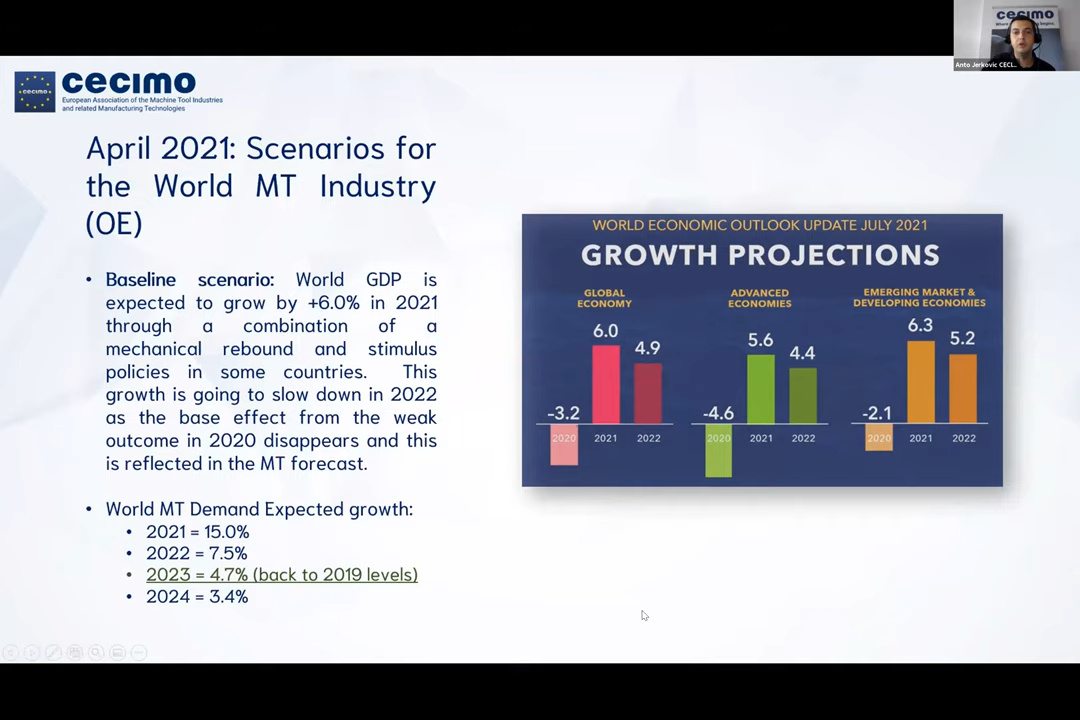 cecimo
Anto Jerkovic CECI...
cecimo
European Association of the Machine Tool Industries
and related Manufacturing Technologies
CECIMO
April 2021: Scenarios for
the World MT Industry
(OE)
• Baseline scenario: World GDP is
expected to grow by +6.0% in 2021
through a combination of a
mechanical rebound and stimulus
policies in some countries. This
growth is going to slow down in 2022
as the base effect from the weak
outcome in 2020 disappears and this
is reflected in the MT forecast.
• World MT Demand Expected growth:
• 2021 = 15.0%
• 2022 = 7.5%
• 2023 = 4.7% (back to 2019 levels)
• 2024 = 3.4%
WORLD ECONOMIC OUTLOOK UPDATE JULY 2021
GROWTH PROJECTIONS
GLOBAL
ECONOMY
-3.2
6.0
4.9
2020 2021 2022
ADVANCED
ECONOMIES
-4.6
5.6
4.4
2020 2021 2022
EMERGING MARKET &
DEVELOPING ECONOMIES
-2.1
6.3
5.2
2020 2021 2022